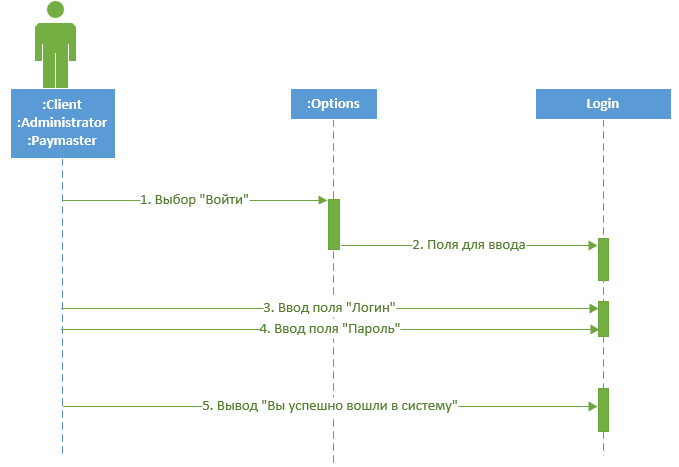 :Client
:Administrator
:Paymaster
:Options
Login
1. Выбор "Войти"
2. Поля для ввода
3. Ввод поля "Логин"
4. Ввод поля "Пароль"
5. Вывод "Вы успешно вошли в систему"